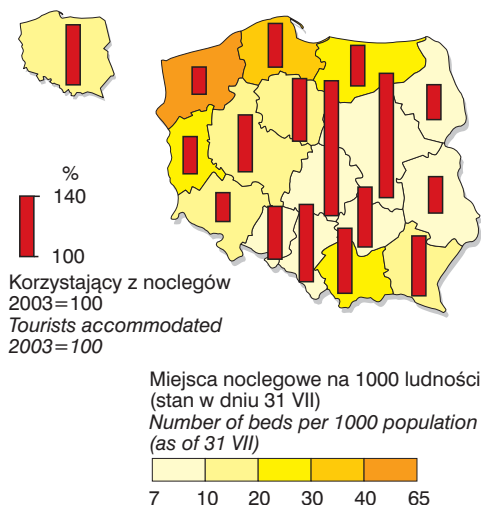 %
140
100
Korzystający z noclegów
2003=100
Tourists accommodated
2003=100
Miejsca noclegowe na 1000 ludności
(stan w dniu 31 VII)
Number of beds per 1000 population
(as of 31 VII)
7 10 20 30 40 65